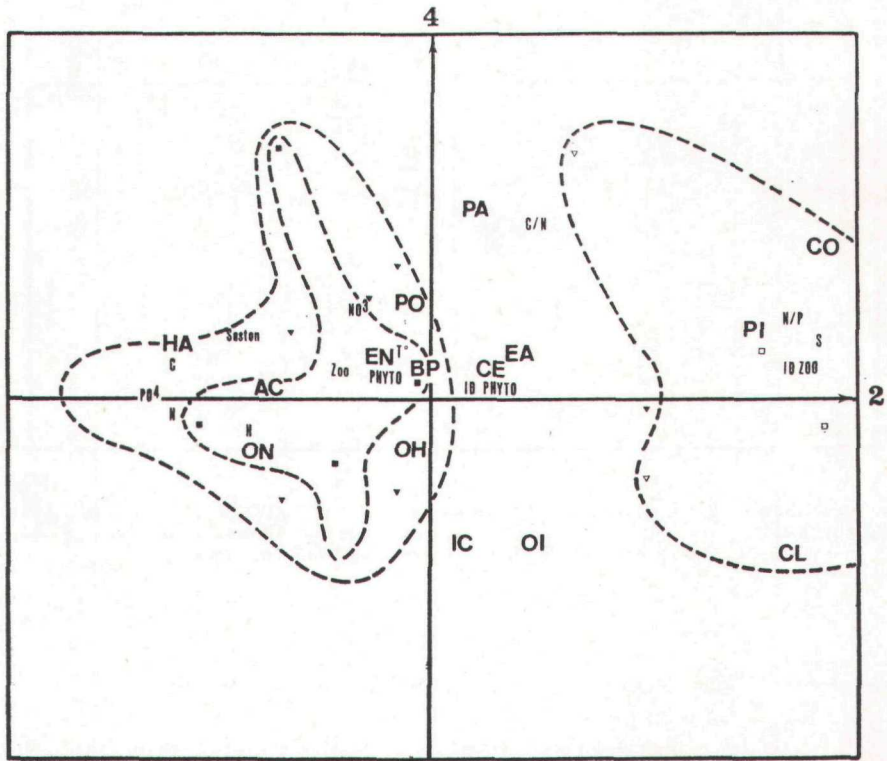 4
PA
C/N
CO
NO3
PO
HA
Seston
C
EN T°
BP
EA
CE
PI
N/P
S
Zoo
PHYTO
ID PHYTO
ID ZOO
AC
PO4
N
2
N
ON
OH
IC
OI
CL